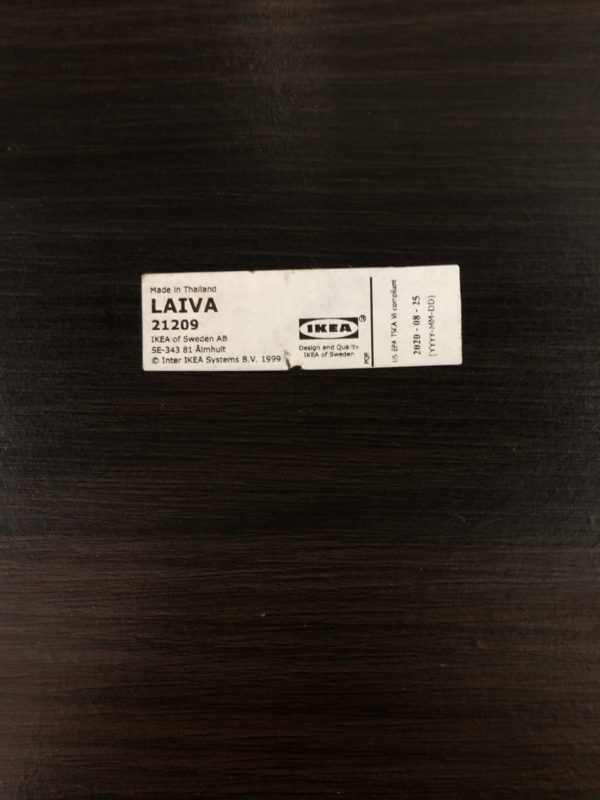 Made in Thailand
LAIVA
21209
IKEA of Sweden AB
SE-343 81 Älmhult
© Inter IKEA Systems B.V. 1999
IKEA®
Design and Quality
IKEA of Sweden
PQR
US EPA TSCA VI compliant
2020-08-25
(YYYY-MM-DD)